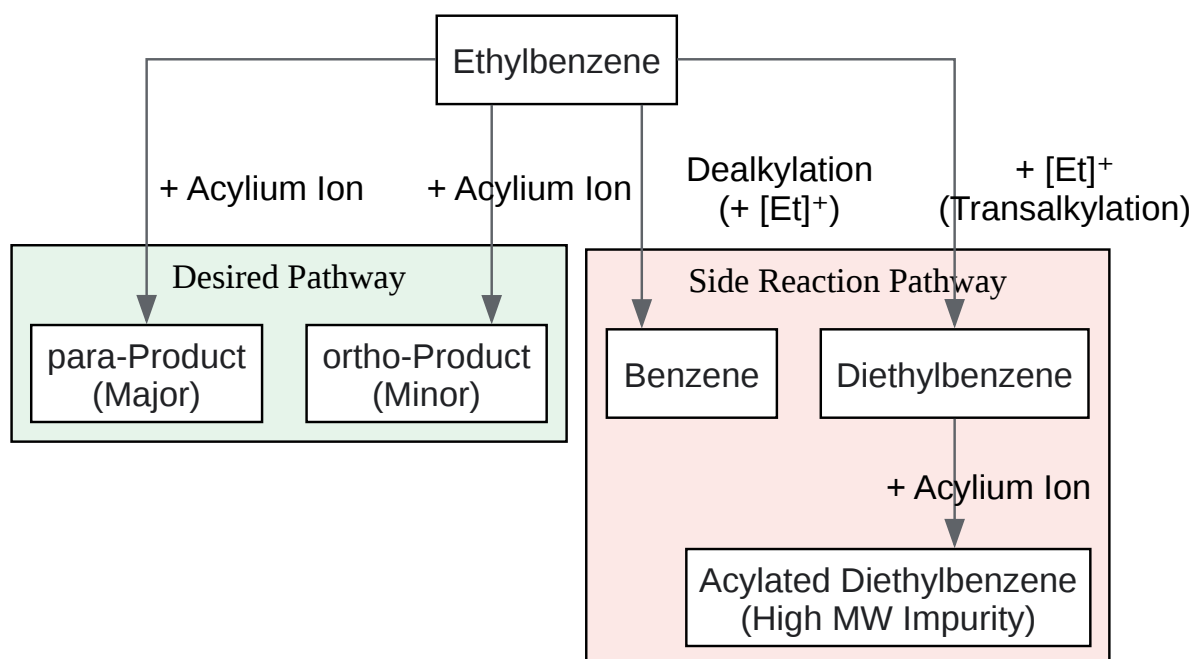 Ethylbenzene
+ Acylium Ion
+ Acylium Ion
Dealkylation
(+ [Et]⁺)
+ [Et]⁺
(Transalkylation)
Desired Pathway
Side Reaction Pathway
para-Product
(Major)
ortho-Product
(Minor)
Benzene
Diethylbenzene
+ Acylium Ion
Acylated Diethylbenzene
(High MW Impurity)